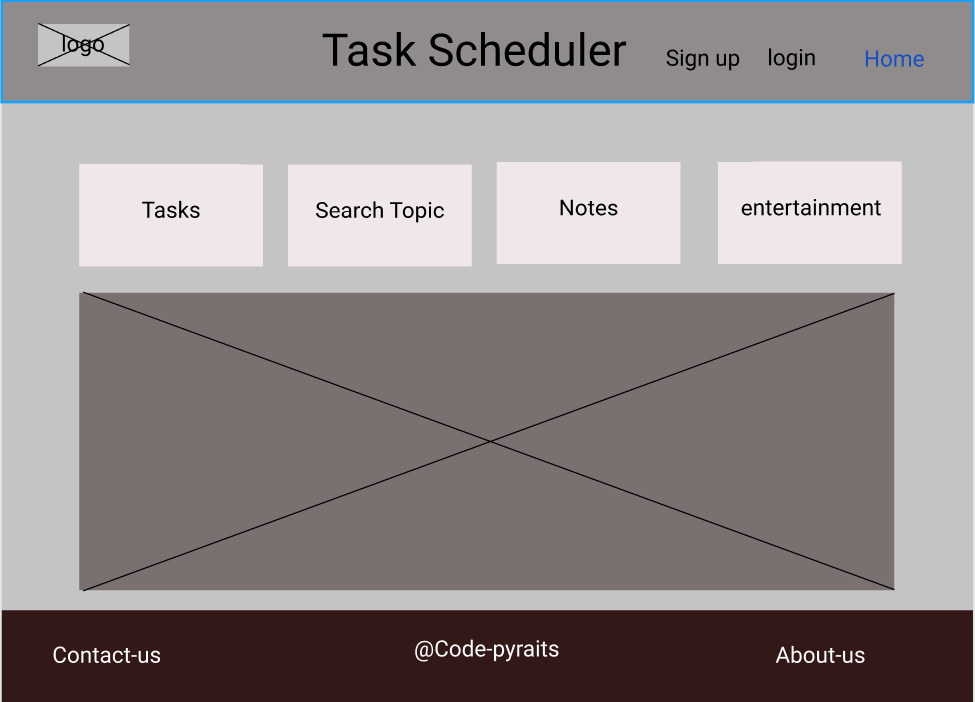 logo
Task Scheduler
Sign up
login
Home
Tasks
Search Topic
Notes
entertainment
Contact-us
@Code-pyraits
About-us